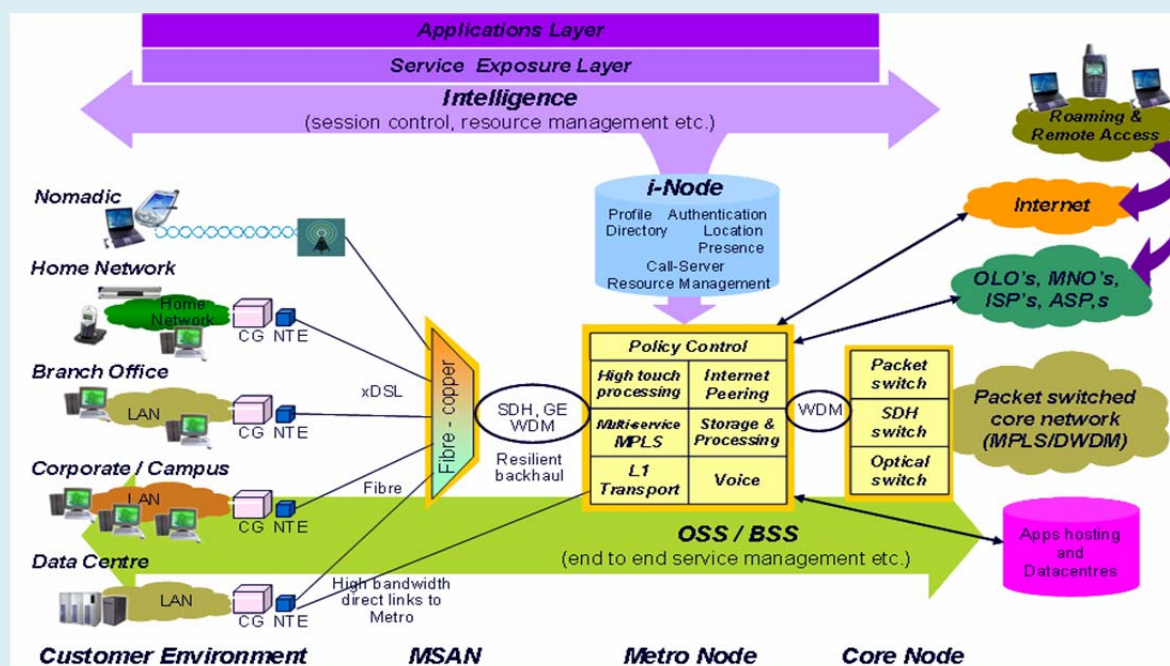 Applications Layer
Service Exposure Layer
Intelligence
(session control, resource management etc.)
Roaming &
Remote Access
i-Node
Profile Authentication
Directory Location
Presence
Call-Server
Resource Management
Internet
OLO's, MNO's,
ISP's, ASP,s
Nomadic
Home Network
Home
Network
CG NTE
Branch Office
LAN
CG NTE
xDSL
Corporate / Campus
LAN
CG NTE
Fibre
Data Centre
LAN
CG NTE
High bandwidth
direct links to
Metro
Fibre - copper
SDH, GE
WDM
Resilient
backhaul
Policy Control
High touch
processing
Internet
Peering
Multi-service
MPLS
Storage &
Processing
L1
Transport
Voice
WDM
Packet
switch
SDH
switch
Optical
switch
Packet switched
core network
(MPLS/DWDM)
OSS / BSS
(end to end service management etc.)
Apps hosting
and
Datacentres
Customer Environment
MSAN
Metro Node
Core Node